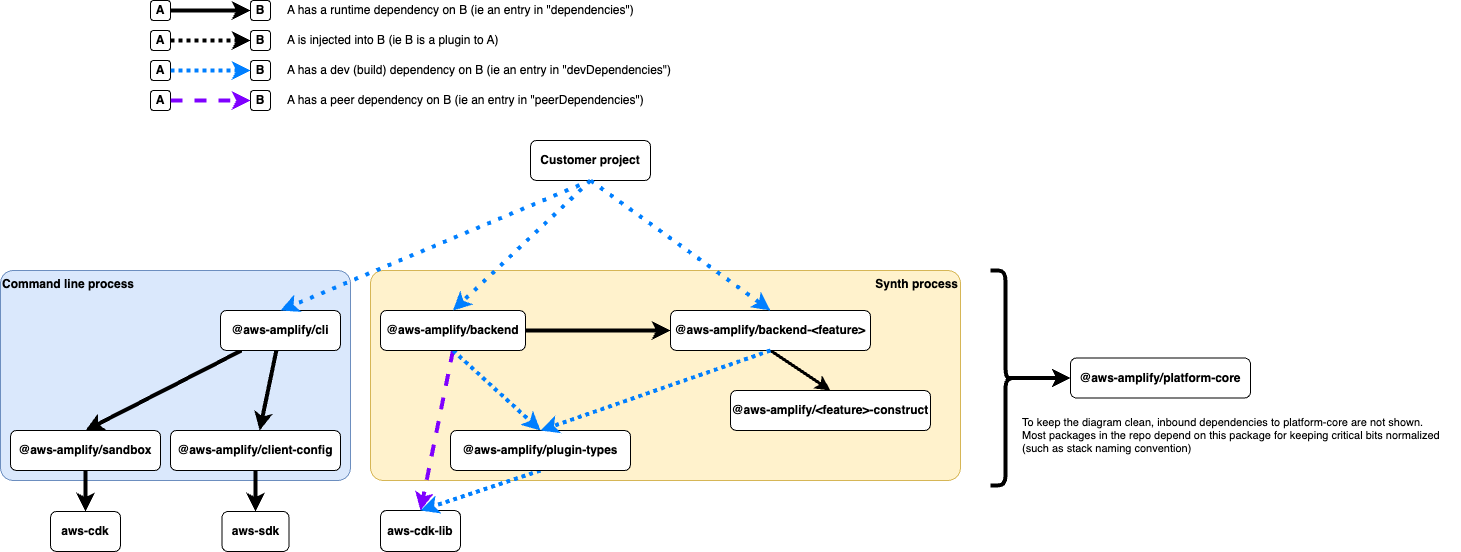 A B A has a runtime dependency on B (ie an entry in "dependencies")
A B A is injected into B (ie B is a plugin to A)
A B A has a dev (build) dependency on B (ie an entry in "devDependencies")
A B A has a peer dependency on B (ie an entry in "peerDependencies")
Customer project
Command line process
Synth process
@aws-amplify/cli
@aws-amplify/backend
@aws-amplify/backend-<feature>
@aws-amplify/platform-core
@aws-amplify/<feature>-construct
To keep the diagram clean, inbound dependencies to platform-core are not shown.
Most packages in the repo depend on this package for keeping critical bits normalized
(such as stack naming convention)
@aws-amplify/sandbox
@aws-amplify/client-config
@aws-amplify/plugin-types
aws-cdk
aws-sdk
aws-cdk-lib